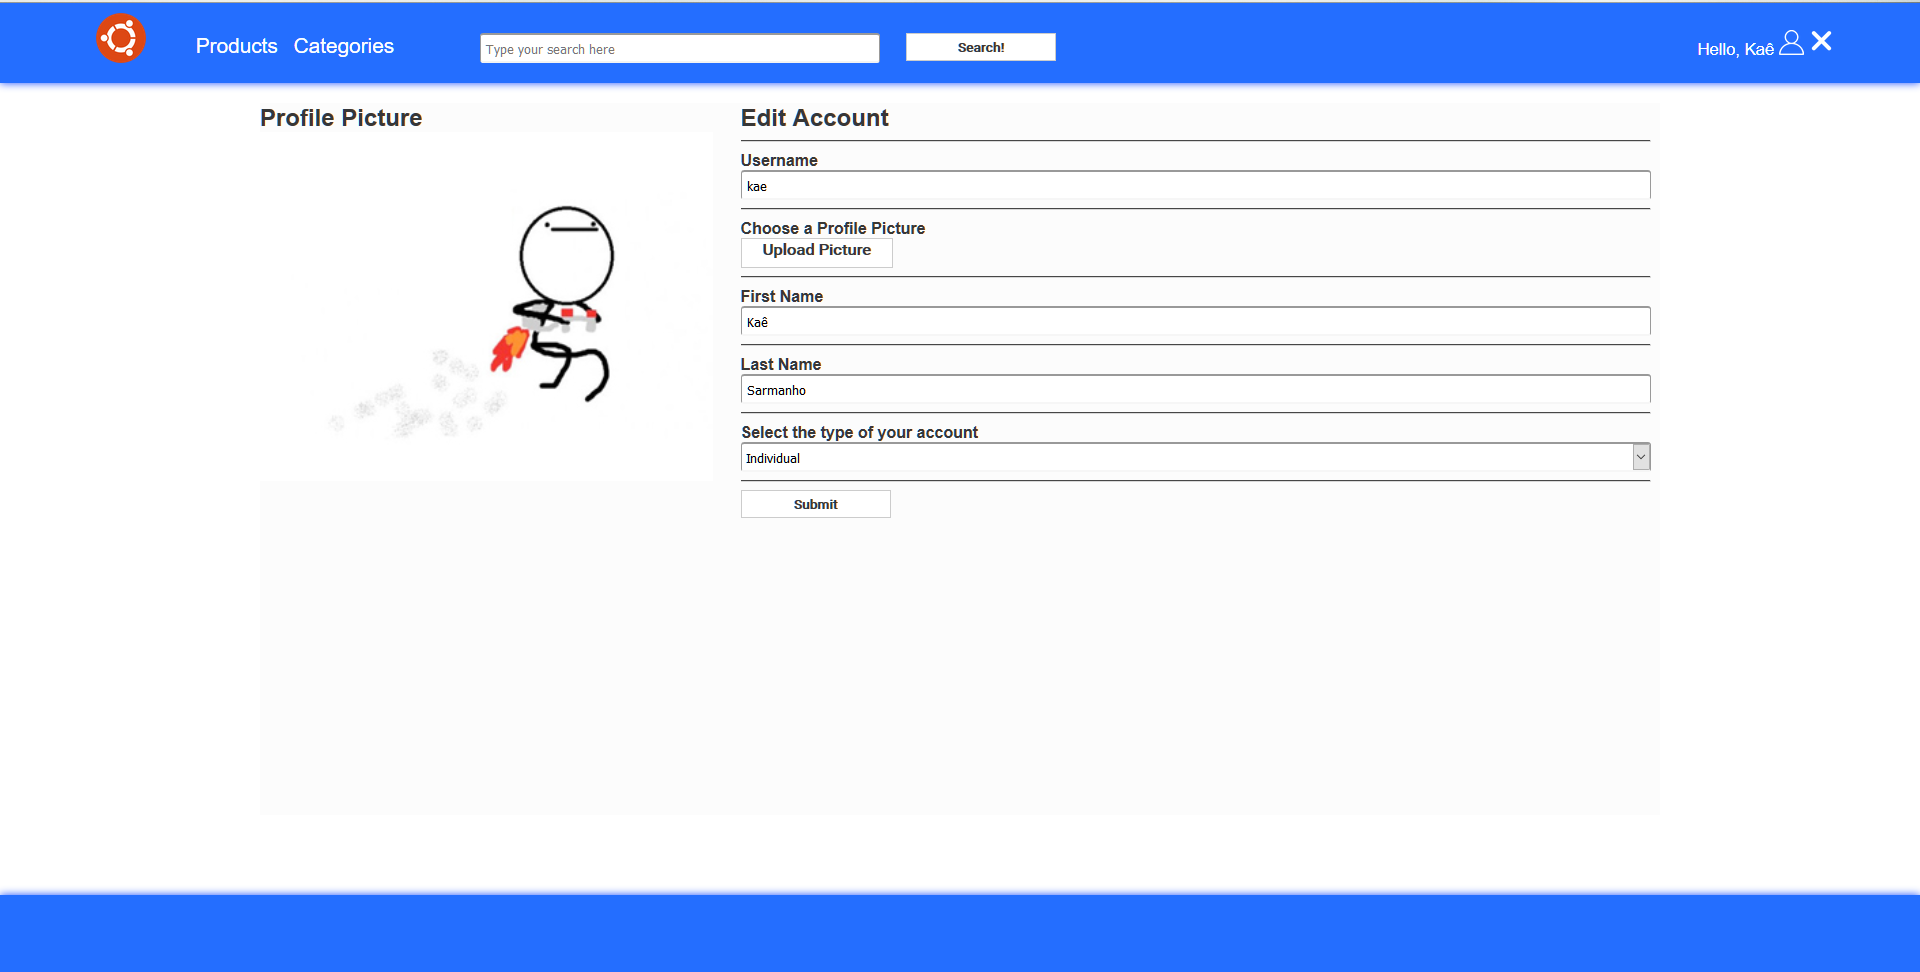 Products Categories
Type your search here
Search!
Hello, Kaê
Profile Picture
Edit Account
Username
kae
Choose a Profile Picture
Upload Picture
First Name
Kaê
Last Name
Sarmanho
Select the type of your account
Individual
Submit